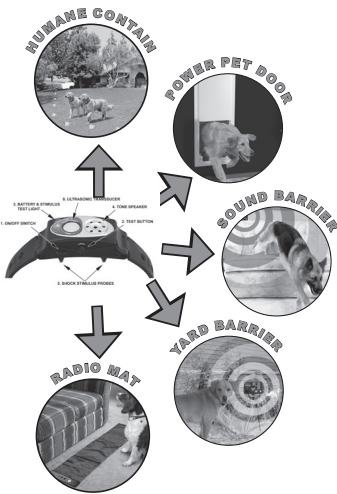 HUMANE CONTAIN
POWER PET DOOR
6. ULTRASONIC TRANSDUCER
3. BATTERY & STIMULUS
TEST LIGHT
4. TONE SPEAKER
1. ON/OFF SWITCH
2. TEST BUTTON
5. SHOCK STIMULUS PROBES
SOUND BARRIER
YARD BARRIER
RADIO MAT